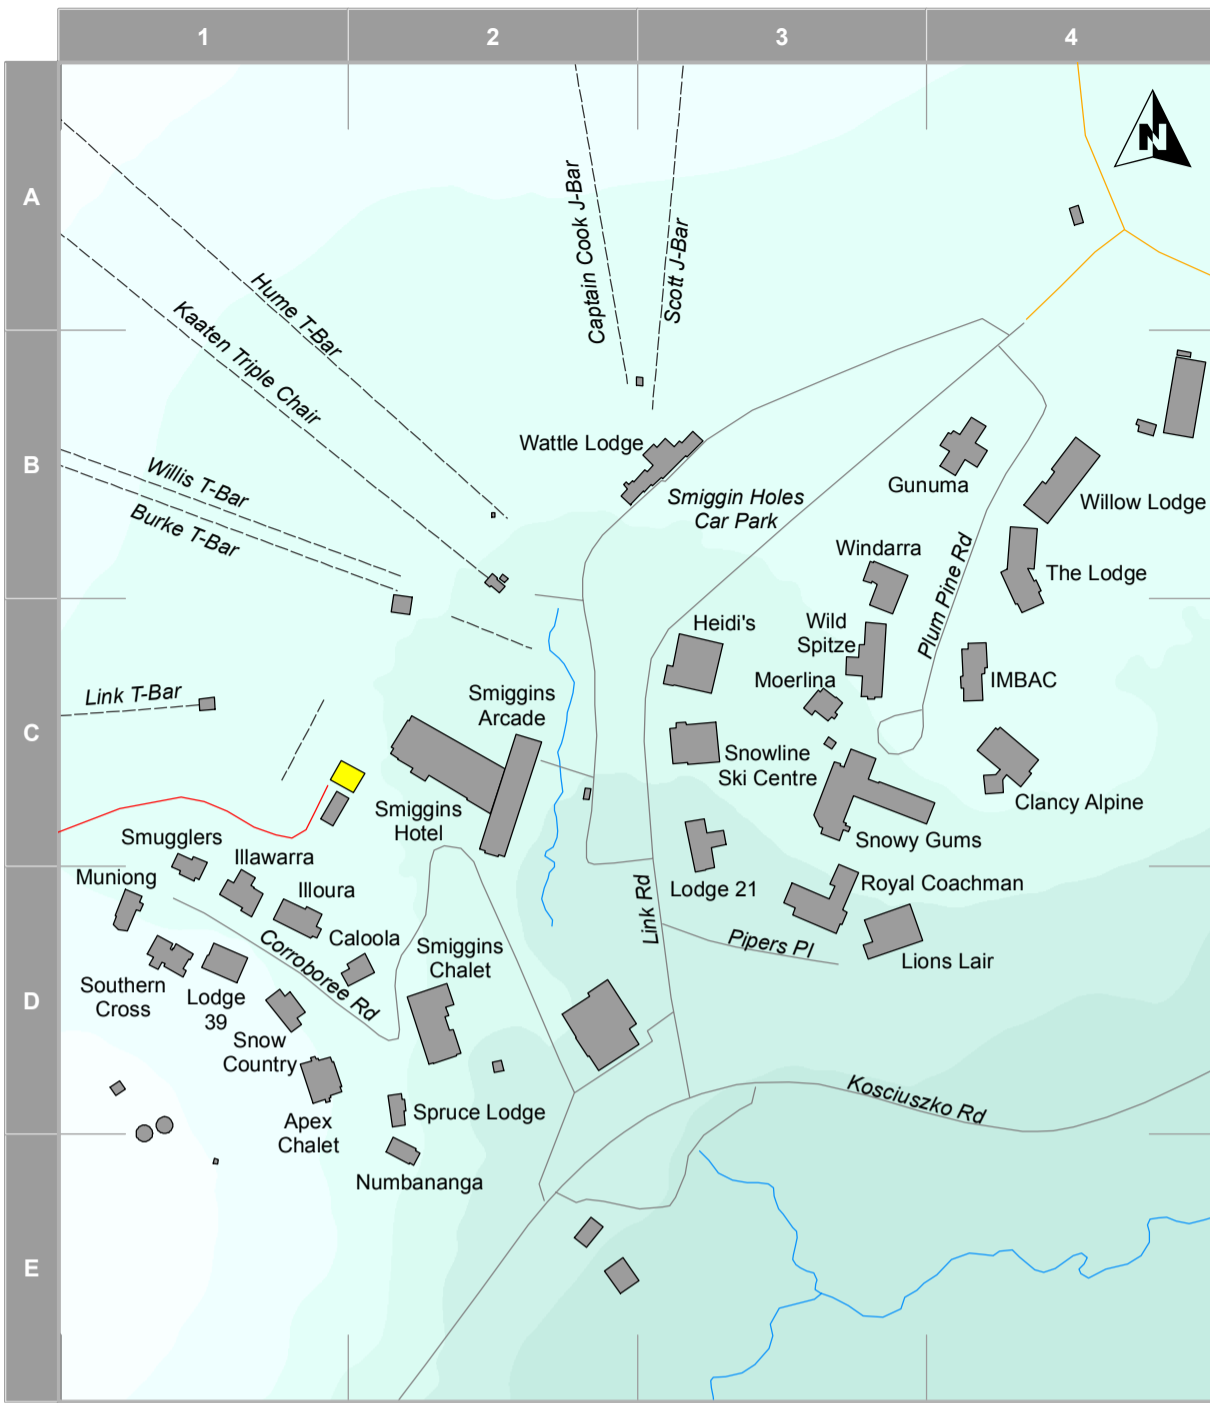 1
2
3
4
A
B
C
D
E
N
Captain Cook J-Bar
Scott J-Bar
Hume T-Bar
Kaaten Triple Chair
Willis T-Bar
Burke T-Bar
Wattle Lodge
Smiggin Holes
Car Park
Gunuma
Willow Lodge
Windarra
The Lodge
Plum Pine Rd
Heidi's
Wild
Spitze
Moerlina
IMBAC
Link T-Bar
Smiggins
Arcade
Snowline
Ski Centre
Clancy Alpine
Smiggins
Hotel
Snowy Gums
Smugglers
Illawarra
Muniong
Illoura
Lodge 21
Royal Coachman
Link Rd
Pipers Pl
Lions Lair
Caloola
Smiggins
Chalet
Corroboree Rd
Southern
Cross
Lodge
39
Snow
Country
Apex
Chalet
Spruce Lodge
Kosciuszko Rd
Numbananga